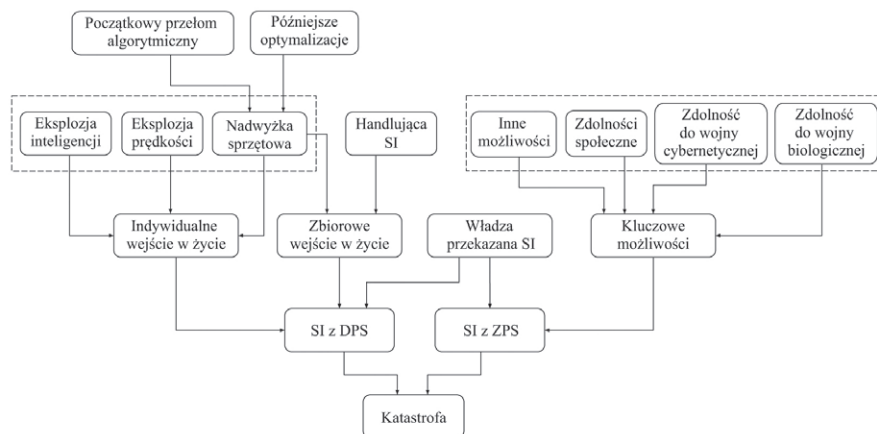 Początkowy przełom
algorytmiczny
Późniejsze
optymalizacje
Eksplozja
inteligencji
Eksplozja
prędkości
Nadwyżka
sprzętowa
Handlująca
SI
Inne
możliwości
Zdolności
społeczne
Zdolność
do wojny
cybernetycznej
Zdolność
do wojny
biologicznej
Indywidualne
wejście w życie
Zbiorowe
wejście w życie
Władza
przekazana SI
Kluczowe
możliwości
SI z DPS
SI z ZPS
Katastrofa